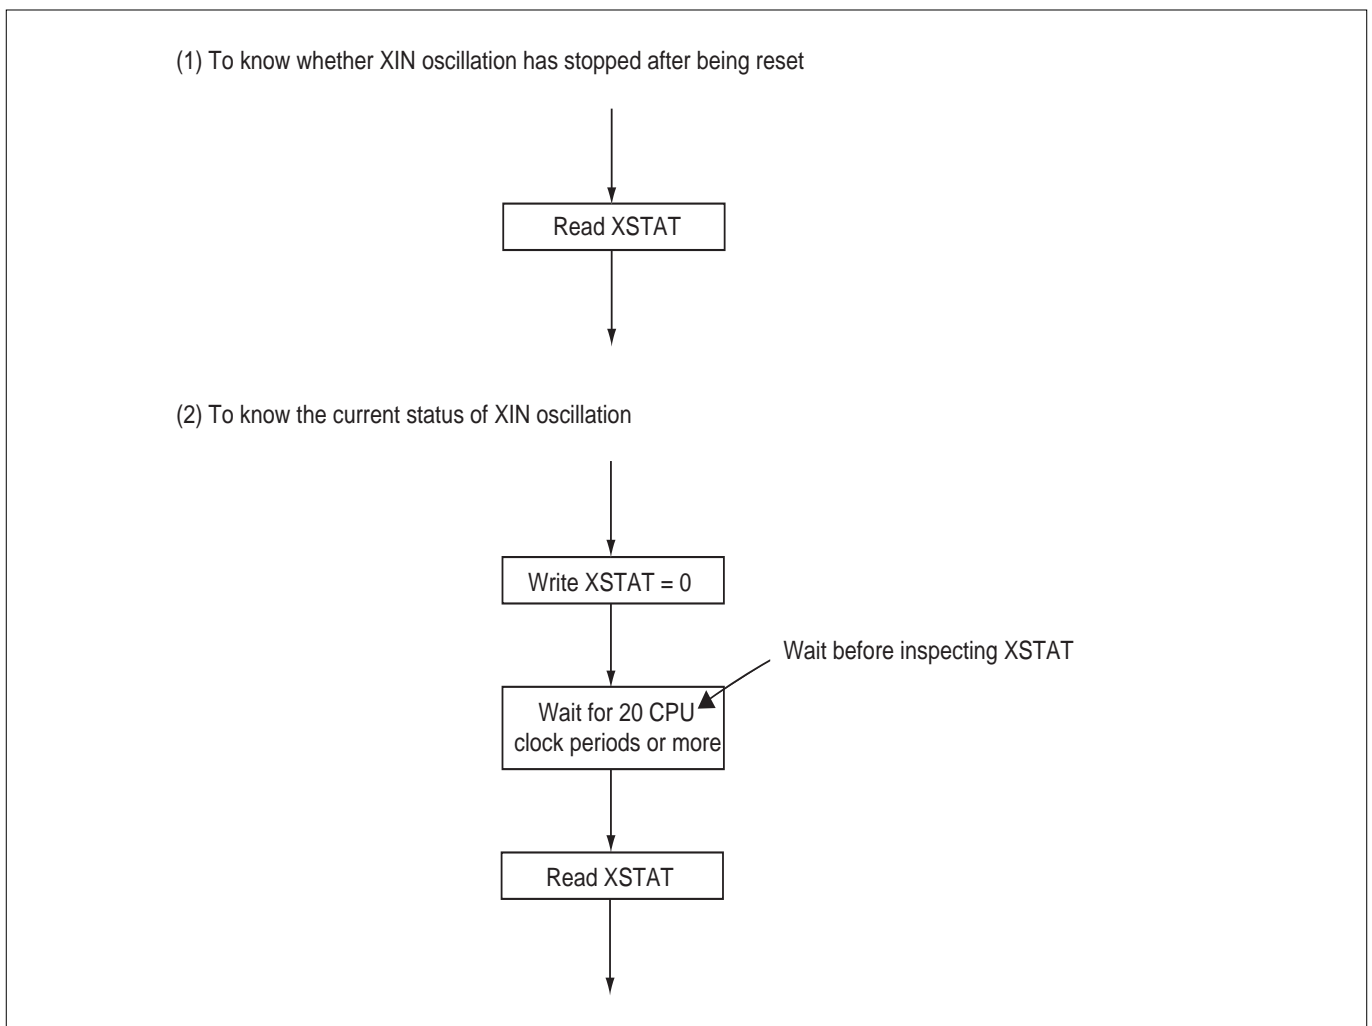 (1) To know whether XIN oscillation has stopped after being reset
Read XSTAT
(2) To know the current status of XIN oscillation
Write XSTAT = 0
Wait before inspecting XSTAT
Wait for 20 CPU
clock periods or more
Read XSTAT